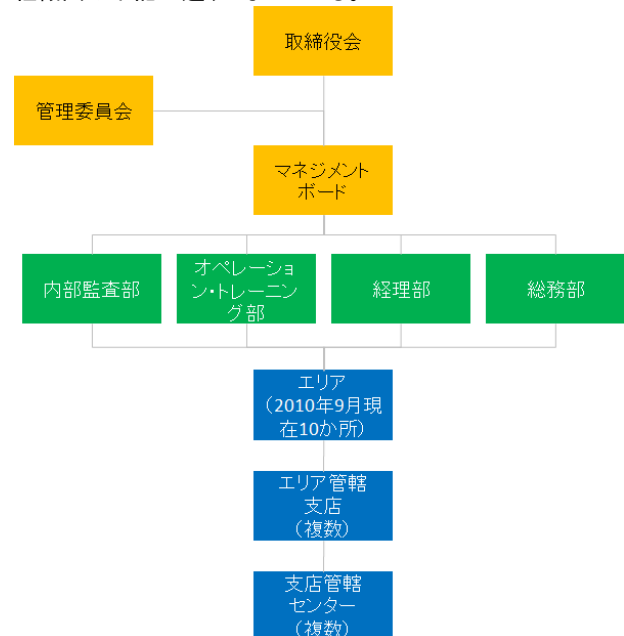 取締役会
管理委員会
マネジメント
ボード
内部監査部
オペレーショ
ン・トレーニン
グ部
経理部
総務部
エリア
（2010年9月現
在10か所）
エリア管轄
支店
（複数）
支店管轄
センター
（複数）